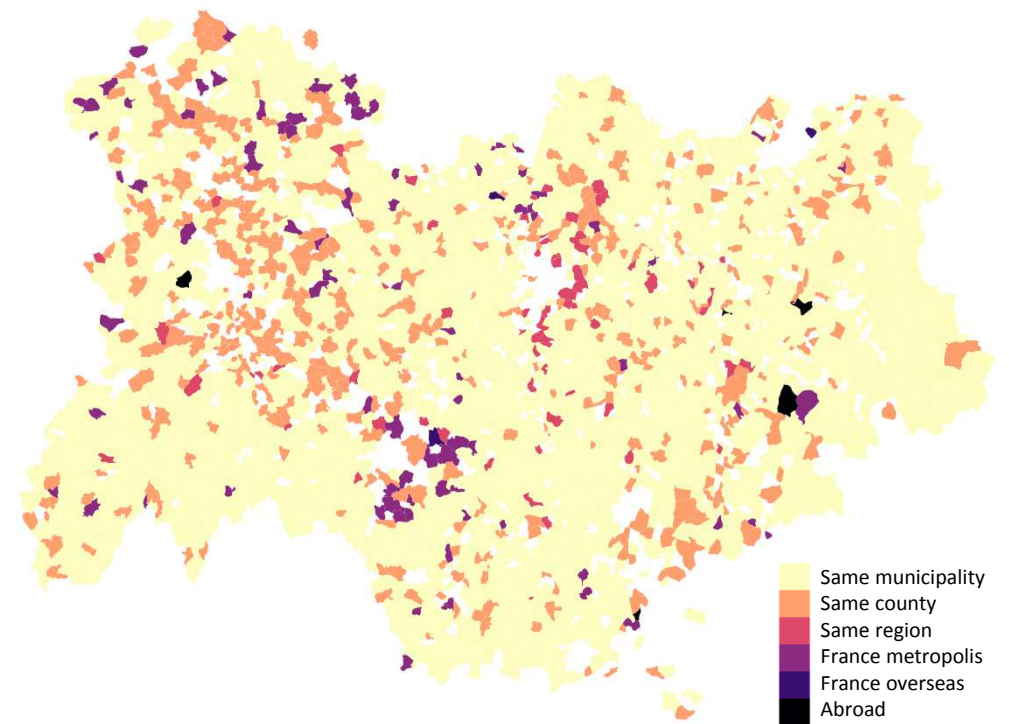 Same municipality
Same county
Same region
France metropolis
France overseas
Abroad